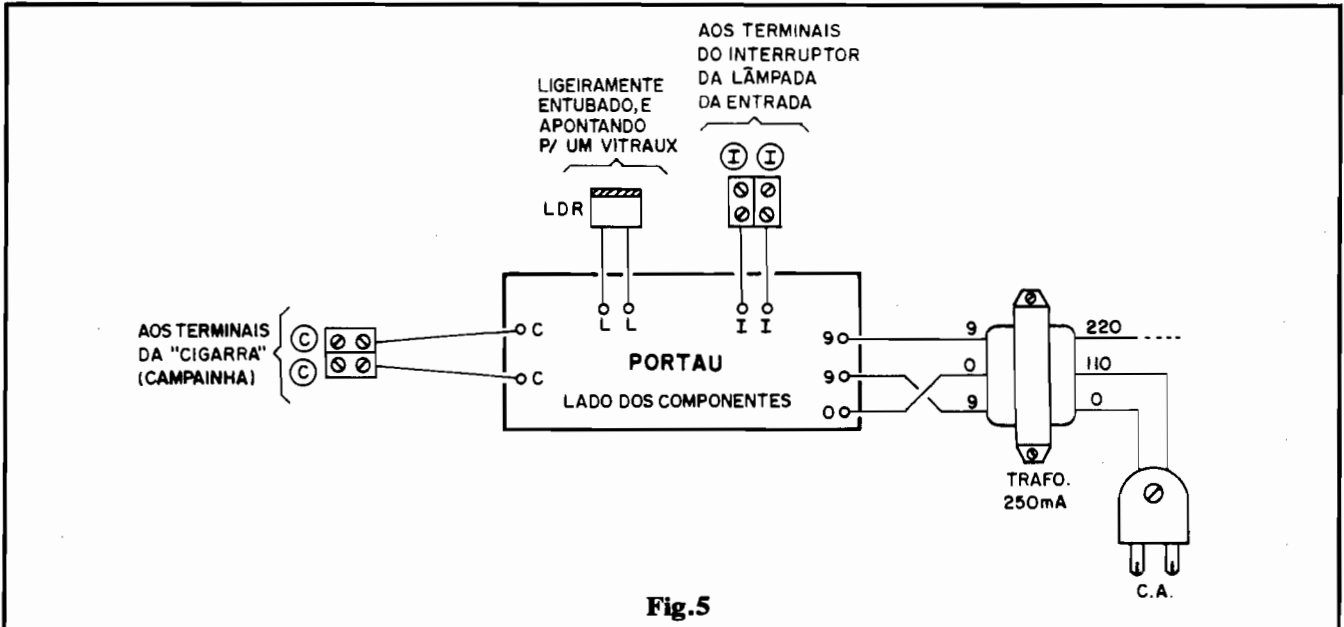 AOS TERMINAIS
DO INTERRUPTOR
DA LÂMPADA
DA ENTRADA
LIGEIRAMENTE
ENTUBADO, E
APONTANDO
P/ UM VITRAUX
I I
LDR
L L
I I
AOS TERMINAIS
DA "CIGARRA"
(CAMPAINHA)
C
C
C
C
PORTAU
LADO DOS COMPONENTES
9
9
0
9
0
9
220
110
0
TRAFO.
250mA
C.A.
Fig.5